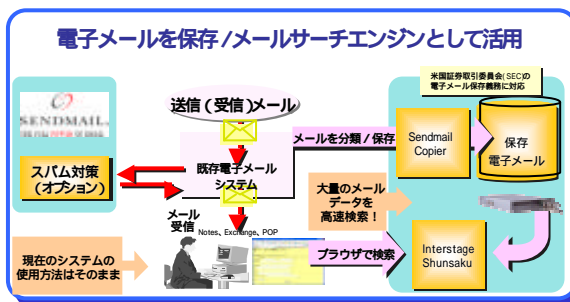 電子メールを保存/メールサーチエンジンとして活用
米国証券取引委員会(SEC)の
電子メール保存義務に対応
送信(受信)メール
SENDMAIL
スパム対策
(オプション)
既存電子メール
システム
メールを分類/保存
Sendmail
Copier
保存
電子メール
大量のメール
データを
高速検索!
メール
受信
Notes、Exchange、POP
現在のシステムの
使用方法はそのまま
ブラウザで検索
Interstage
Shunsaku